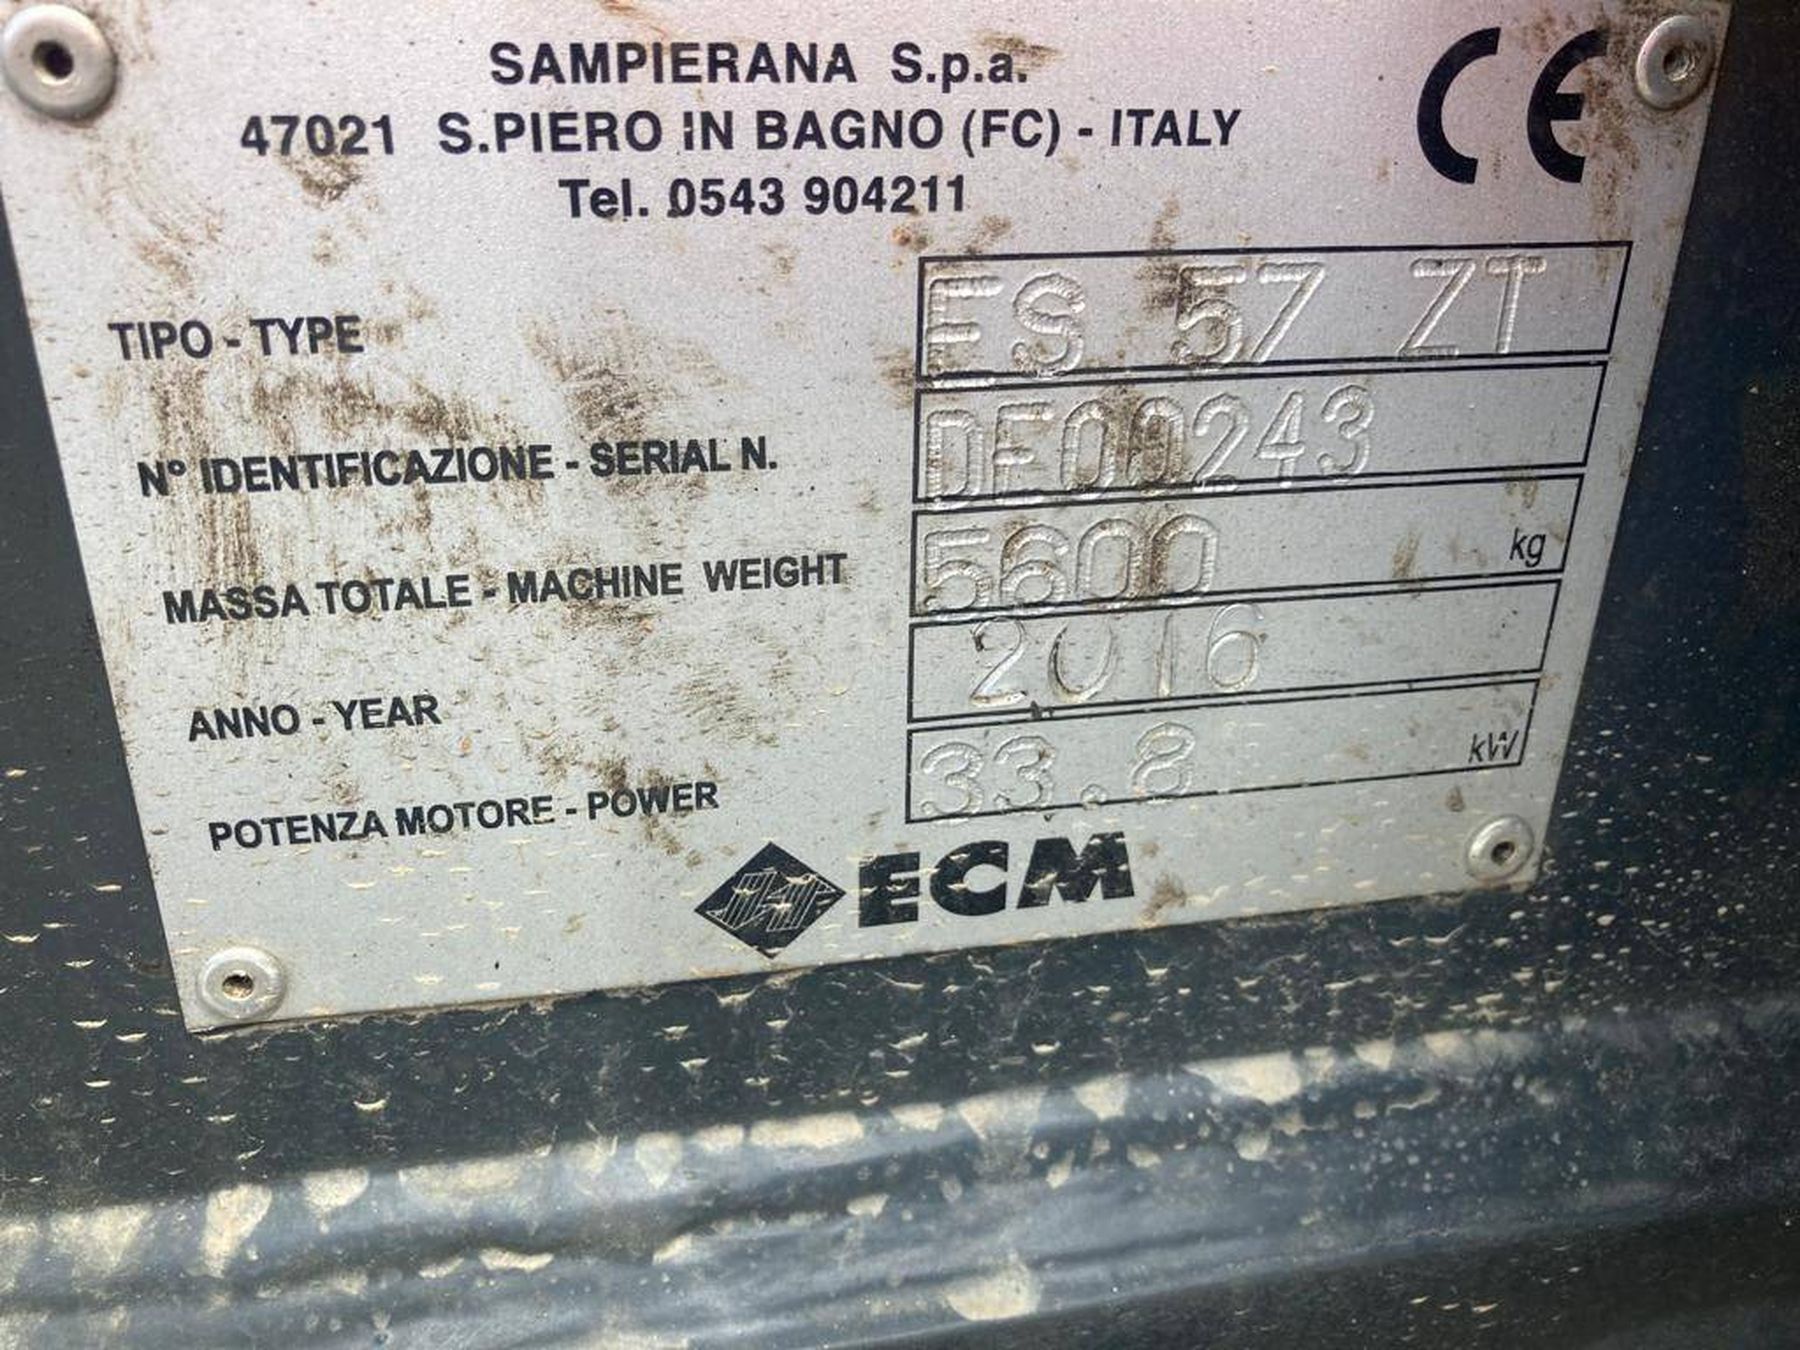 SAMPIERANA S.p.a.
CE
47021 S.PIERO IN BAGNO (FC) - ITALY
Tel. 0543 904211
TIPO - TYPE ES 57 ZT
N° IDENTIFICAZIONE - SERIAL N. DE00243
MASSA TOTALE - MACHINE WEIGHT 5600 kg
ANNO - YEAR 2016
POTENZA MOTORE - POWER 33.8 kW
ECM